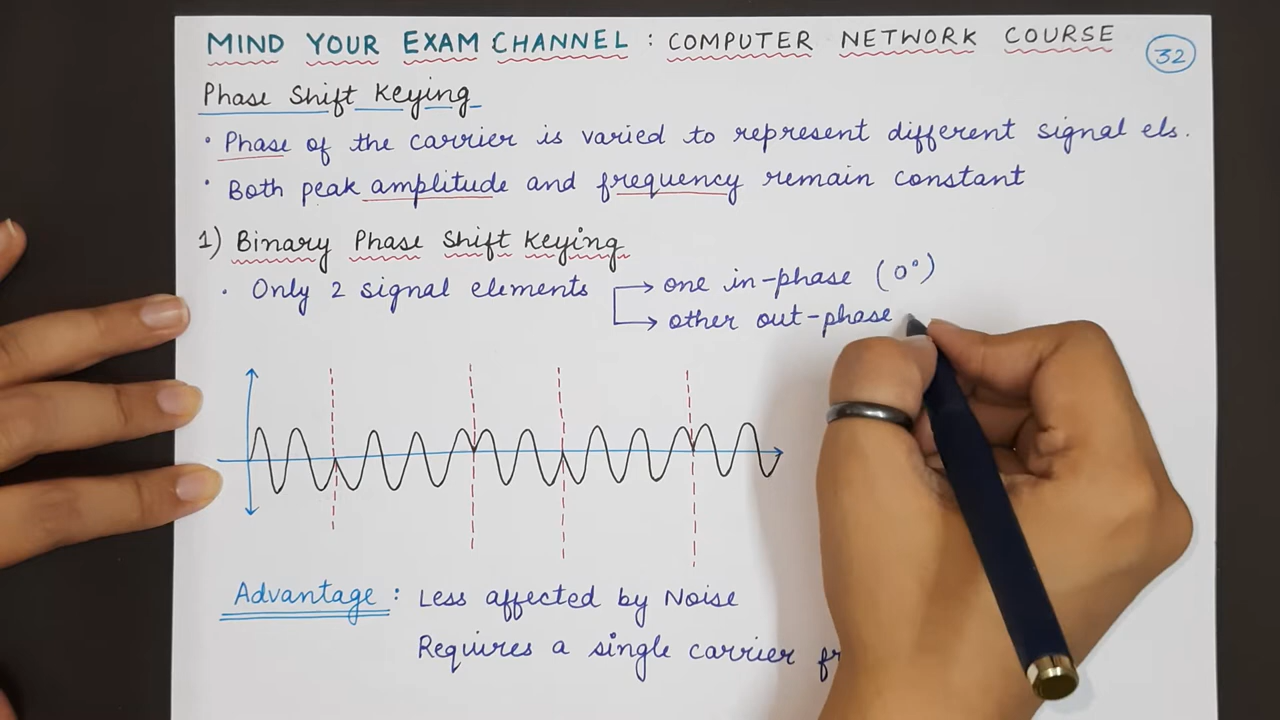 MIND YOUR EXAM CHANNEL : COMPUTER NETWORK COURSE
32
Phase Shift Keying
• Phase of the carrier is varied to represent different signal els.
• Both peak amplitude and frequency remain constant
1) Binary Phase Shift Keying
• Only 2 signal elements → one in-phase (0°)
→ other out-phase
Advantage : Less affected by Noise
Requires a single carrier fr